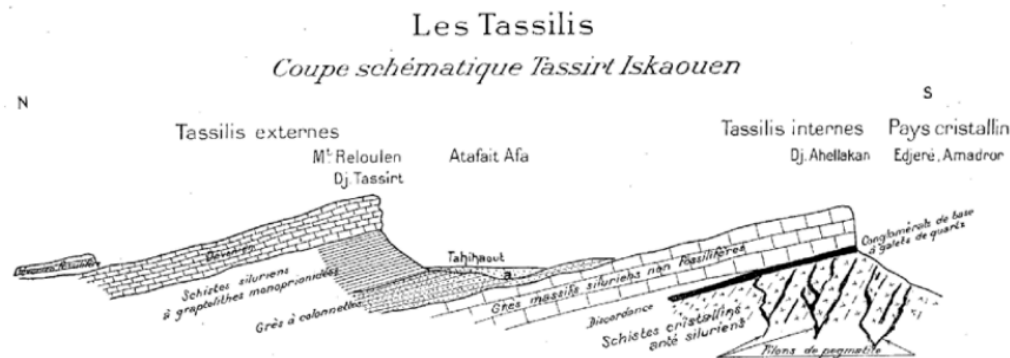 Les Tassilis
Coupe schématique Tassirt Iskaouen
N
S
Tassilis externes
Tassilis internes
Pays cristallin
Mt. Reloulen
Dj. Tassirt
Atafait Afa
Dj. Ahellakan
Edjeré, Amadror
Tahihaout
a
Schistes siluriens
à graptolithes monoprionidés
Grès à colonnettes
Grès massifs siluriens non fossilifères
Discordance
Schistes cristallins
anté siluriens
Conglomérats de base
à galets de quartz
Filons de pegmatite